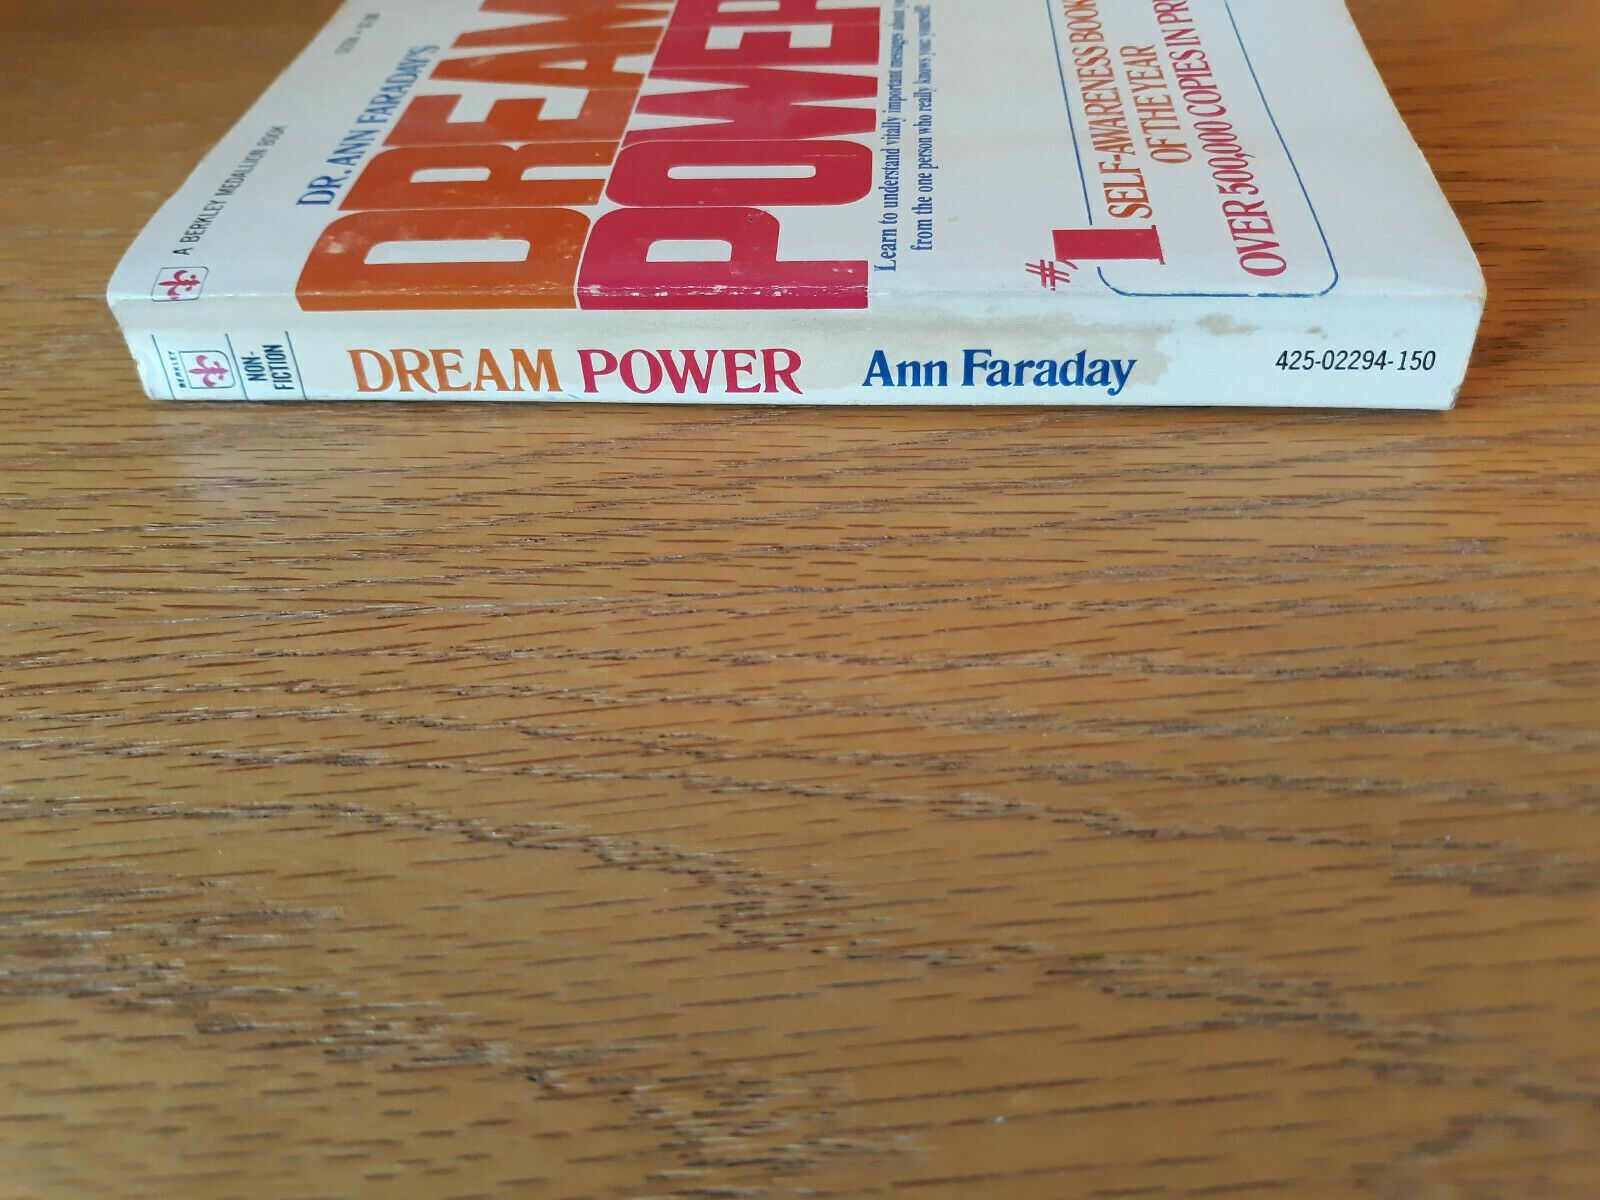 A BERKLEY MEDALLION BOOK
DR. ANN FARADAY'S
DREAM
POWER
Learn to understand vitally important messages about
from the one person who really knows you: yourself!
#1 SELF-AWARENESS BOOK
OF THE YEAR
OVER 500,000 COPIES IN
BERKLEY
NON-
FICTION
DREAM POWER Ann Faraday 425-02294-150